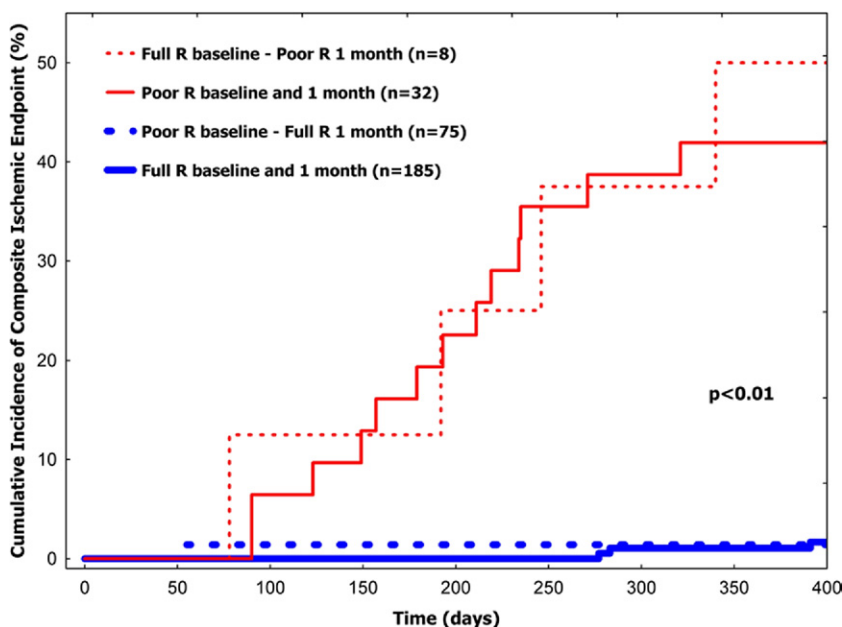 Cumulative Incidence of Composite Ischemic Endpoint (%)
50
40
30
20
10
0
Full R baseline - Poor R 1 month (n=8)
Poor R baseline and 1 month (n=32)
Poor R baseline - Full R 1 month (n=75)
Full R baseline and 1 month (n=185)
p<0.01
0 50 100 150 200 250 300 350 400
Time (days)